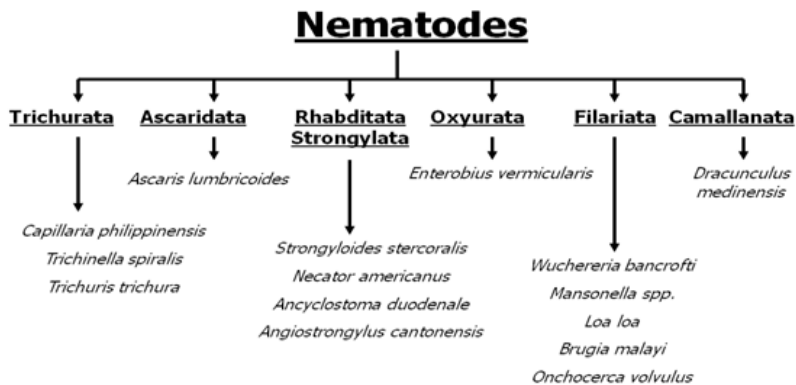 Nematodes
Trichurata
Ascaridata
Rhabditata
Strongylata
Oxyurata
Filariata
Camallanata
Capillaria philippinensis
Trichinella spiralis
Trichuris trichura
Ascaris lumbricoides
Strongyloides stercoralis
Necator americanus
Ancyclostoma duodenale
Angiostrongylus cantonensis
Enterobius vermicularis
Wuchereria bancrofti
Mansonella spp.
Loa loa
Brugia malayi
Onchocerca volvulus
Dracunculus
medinensis